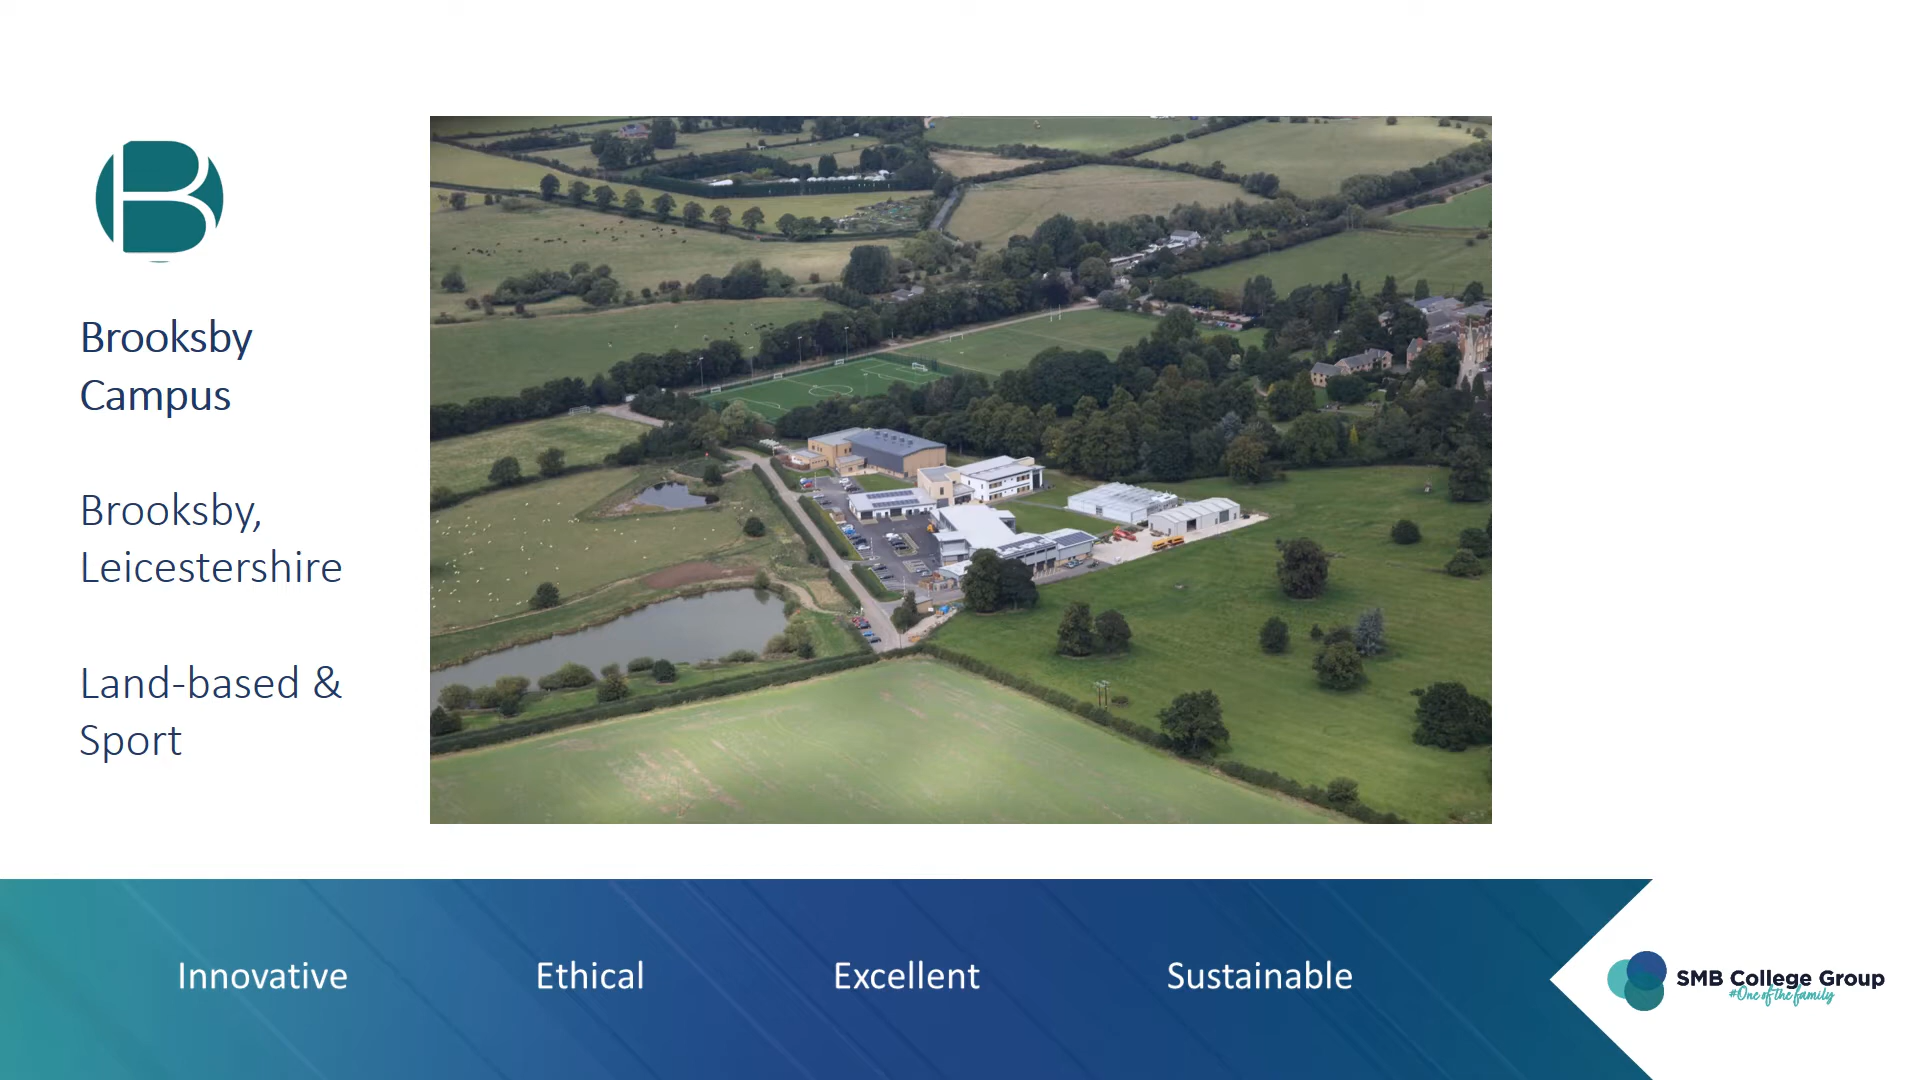 B
Brooksby
Campus
Brooksby,
Leicestershire
Land-based &
Sport
Innovative
Ethical
Excellent
Sustainable
SMB College Group
#One of the family